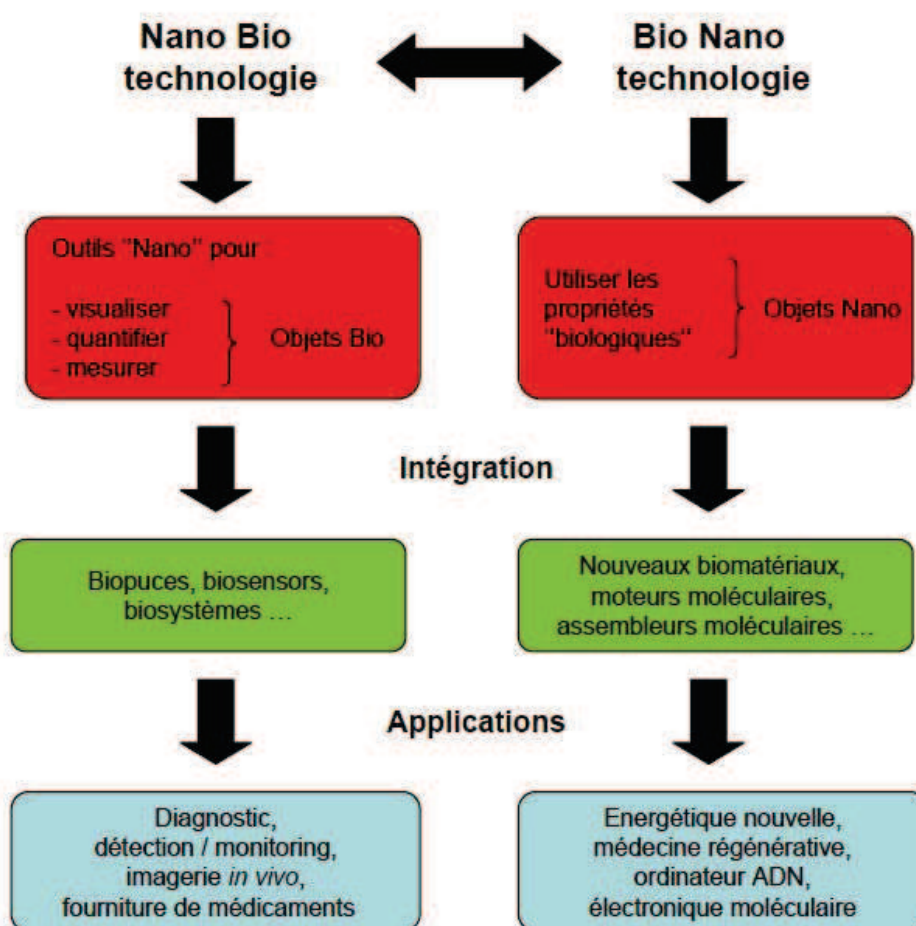 Nano Bio
technologie
Bio Nano
technologie
Outils "Nano" pour
- visualiser
- quantifier
- mesurer
Objets Bio
Utiliser les
propriétés
"biologiques"
Objets Nano
Intégration
Biopuces, biosensors,
biosystèmes ...
Nouveaux biomatériaux,
moteurs moléculaires,
assembleurs moléculaires ...
Applications
Diagnostic,
détection / monitoring,
imagerie in vivo,
fourniture de médicaments
Energétique nouvelle,
médecine régénérative,
ordinateur ADN,
électronique moléculaire